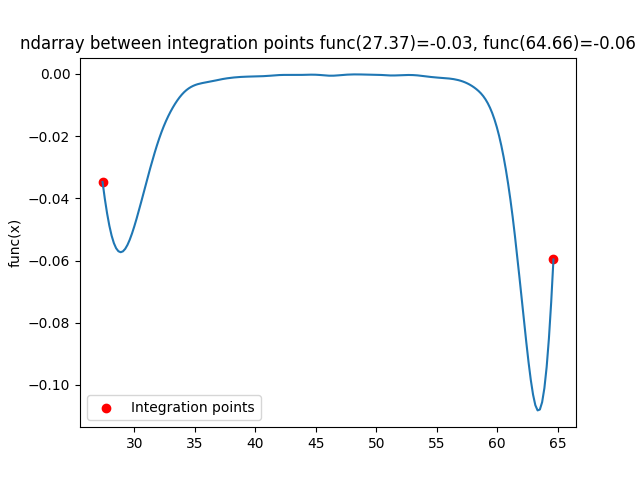 ndarray between integration points func(27.37)=-0.03, func(64.66)=-0.06
func(x)
0.00
−0.02
−0.04
−0.06
−0.08
−0.10
Integration points
30 35 40 45 50 55 60 65